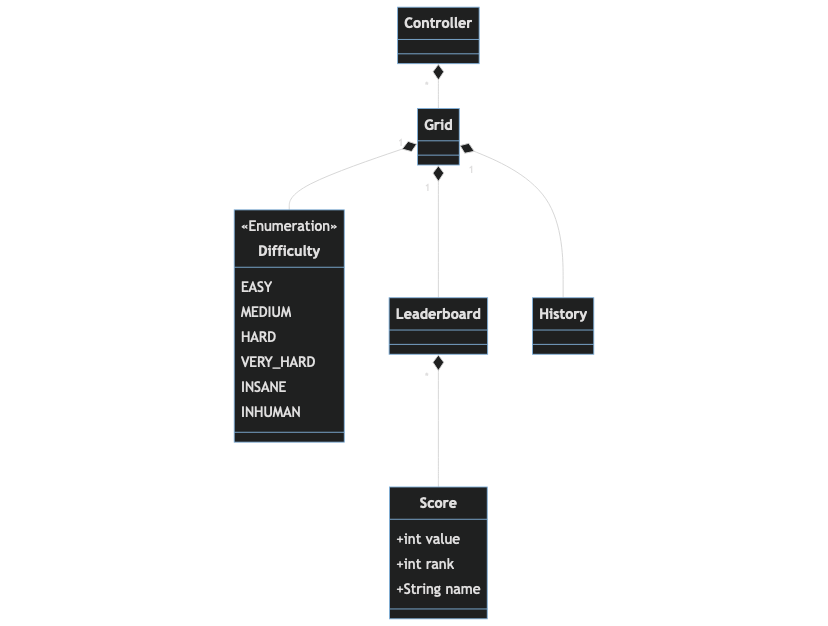 Controller
*
Grid
1
1
1
«Enumeration»
Difficulty
EASY
MEDIUM
HARD
VERY_HARD
INSANE
INHUMAN
Leaderboard
History
*
Score
+int value
+int rank
+String name